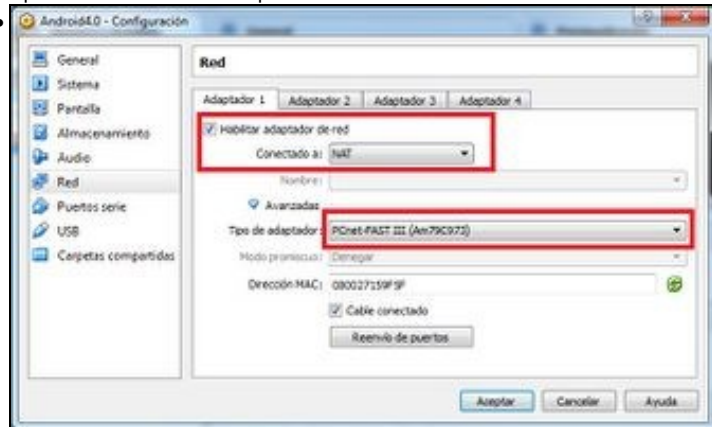 Android4.0 - Configuración
General
Sistema
Pantalla
Almacenamiento
Audio
Red
Puertos serie
USB
Carpetas compartidas
Red
Adaptador 1 Adaptador 2 Adaptador 3 Adaptador 4
Habilitar adaptador de red
Conectado a: NAT
Nombre:
Avanzadas
Tipo de adaptador: PCnet-FAST III (Am79C973)
Modo promiscuo: Denegar
Dirección MAC: 080027159F9F
Cable conectado
Reenvío de puertos
Aceptar Cancelar Ayuda